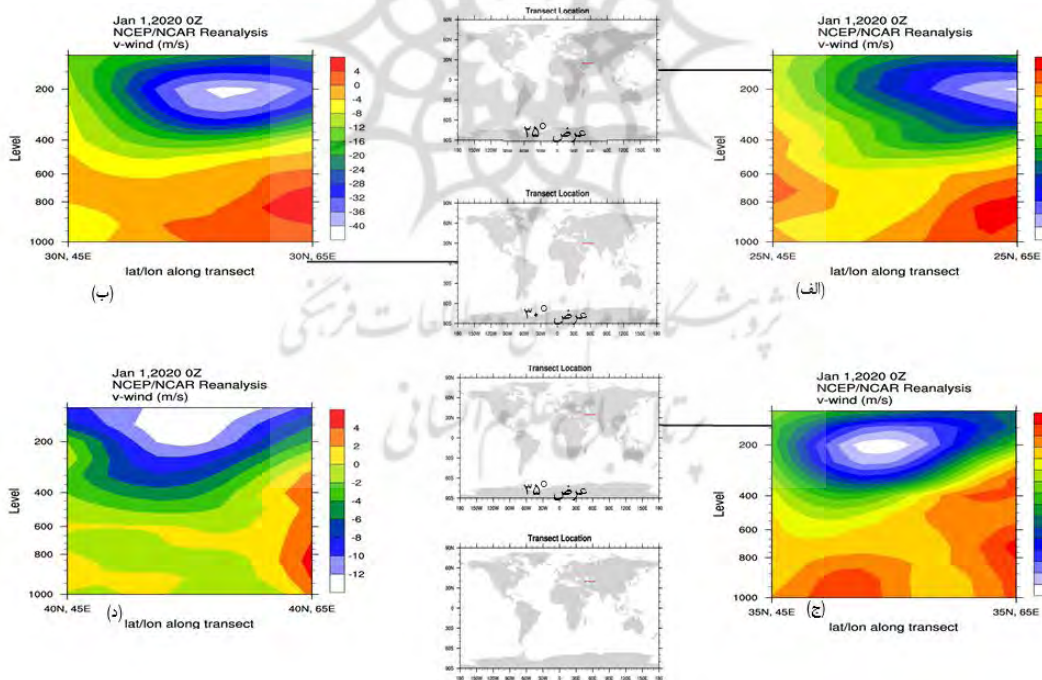 Jan 1,2020 0Z
NCEP/NCAR Reanalysis
v-wind (m/s)
Level
200
400
600
800
1000
30N, 45E
30N, 65E
lat/lon along transect
(ب)
4
0
-4
-8
-12
-16
-20
-24
-28
-32
-36
-40
Transect Location
عرض °۲۵
Transect Location
عرض °۳۰
Transect Location
عرض °۳۵
Transect Location
Jan 1,2020 0Z
NCEP/NCAR Reanalysis
v-wind (m/s)
Level
200
400
600
800
1000
25N, 45E
25N, 65E
lat/lon along transect
(الف)
Jan 1,2020 0Z
NCEP/NCAR Reanalysis
v-wind (m/s)
Level
200
400
600
800
1000
40N, 45E
40N, 65E
(د)
lat/lon along transect
4
2
0
-2
-4
-6
-8
-10
-12
Jan 1,2020 0Z
NCEP/NCAR Reanalysis
v-wind (m/s)
Level
200
400
600
800
1000
35N, 45E
35N, 65E
(ج)
lat/lon along transect